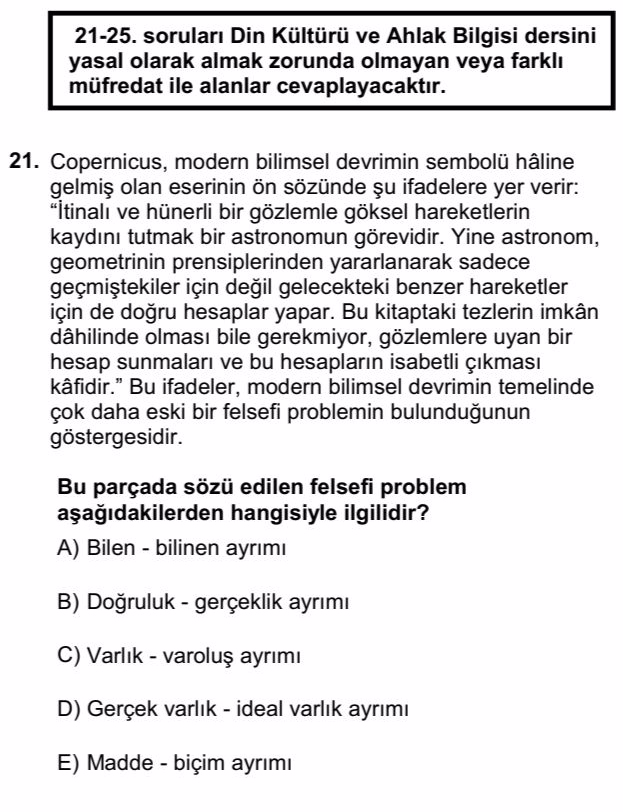 21-25. soruları Din Kültürü ve Ahlak Bilgisi dersini
yasal olarak almak zorunda olmayan veya farklı
müfredat ile alanlar cevaplayacaktır.
21. Copernicus, modern bilimsel devrimin sembolü hâline
gelmiş olan eserinin ön sözünde şu ifadelere yer verir:
“İtinalı ve hünerli bir gözlemle göksel hareketlerin
kaydını tutmak bir astronomun görevidir. Yine astronom,
geometrinin prensiplerinden yararlanarak sadece
geçmiştekiler için değil gelecekteki benzer hareketler
için de doğru hesaplar yapar. Bu kitaptaki tezlerin imkân
dâhilinde olması bile gerekmiyor, gözlemlere uyan bir
hesap sunmaları ve bu hesapların isabetli çıkması
kâfidir.” Bu ifadeler, modern bilimsel devrimin temelinde
çok daha eski bir felsefi problemin bulunduğunun
göstergesidir.
Bu parçada sözü edilen felsefi problem
aşağıdakilerden hangisiyle ilgilidir?
A) Bilen - bilinen ayrımı
B) Doğruluk - gerçeklik ayrımı
C) Varlık - varoluş ayrımı
D) Gerçek varlık - ideal varlık ayrımı
E) Madde - biçim ayrımı